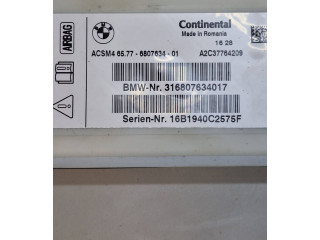 AIRBAG
BMW
Continental
Made in Romania
16 26
ACSM4 65.77 - 6807634 - 01
A2C37764209
BMW-Nr. 316807634017
Serien-Nr. 16B1940C2575F